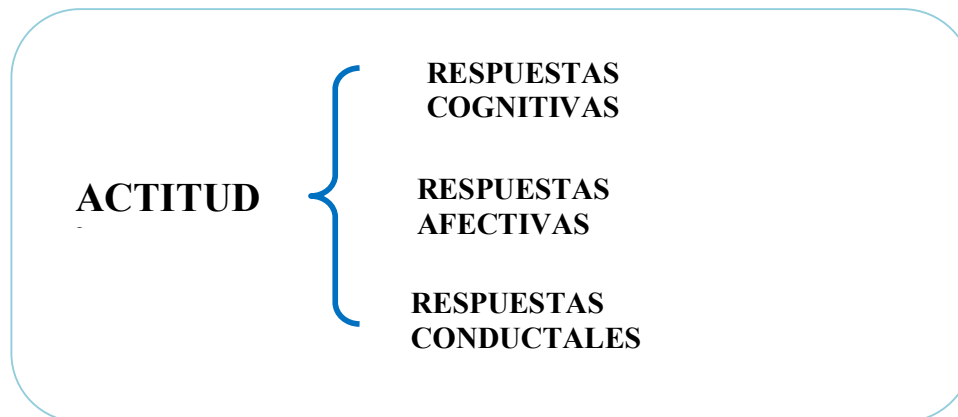 RESPUESTAS
COGNITIVAS
ACTITUD
RESPUESTAS
AFECTIVAS
RESPUESTAS
CONDUCTALES